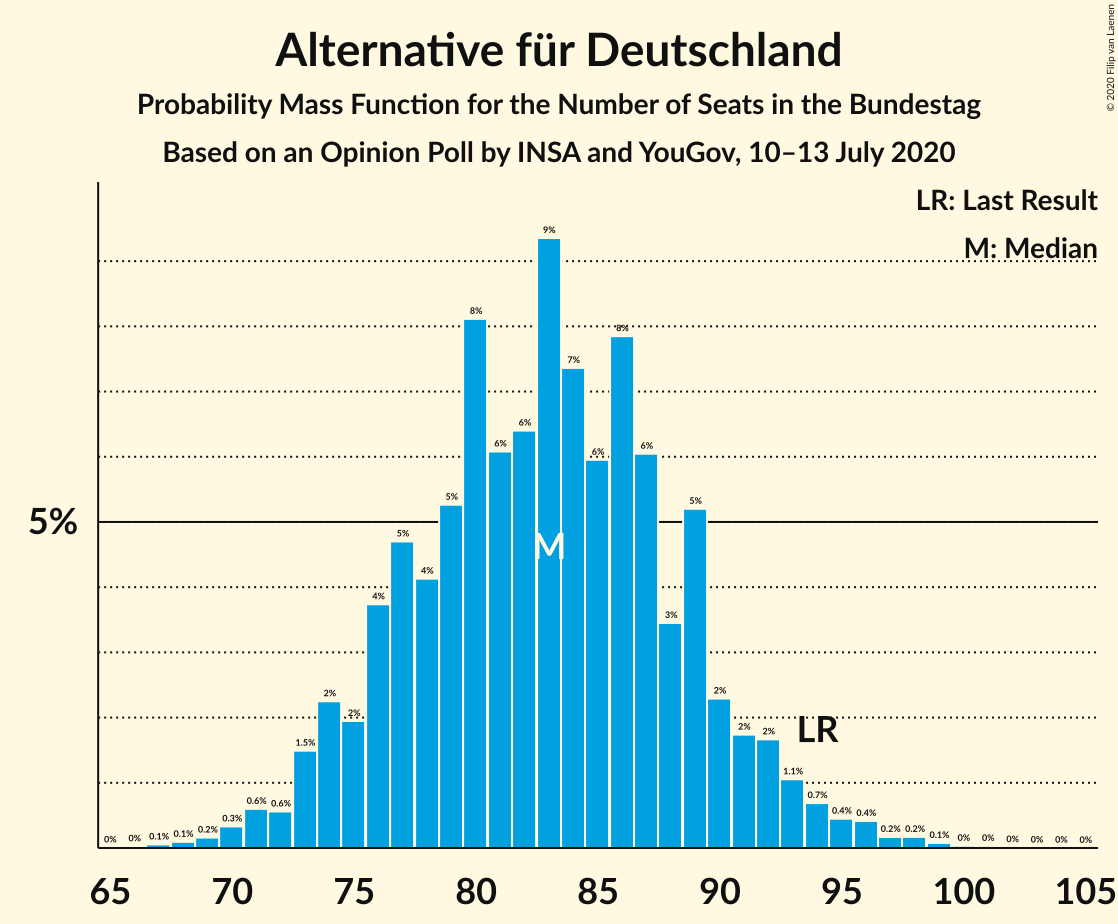 Alternative für Deutschland
Probability Mass Function for the Number of Seats in the Bundestag
Based on an Opinion Poll by INSA and YouGov, 10–13 July 2020
© 2020 Filip van Laenen
LR: Last Result
M: Median
5%
0% 0% 0.1% 0.1% 0.2% 0.3% 0.6% 0.6% 1.5% 2% 2% 4% 5% 4% 5% 8% 6% 6% 9% 7% 6% 8% 6% 3% 5% 2% 2% 2% 1.1% 0.7% 0.4% 0.4% 0.2% 0.2% 0.1% 0% 0% 0% 0% 0% 0%
M
LR
65 70 75 80 85 90 95 100 105